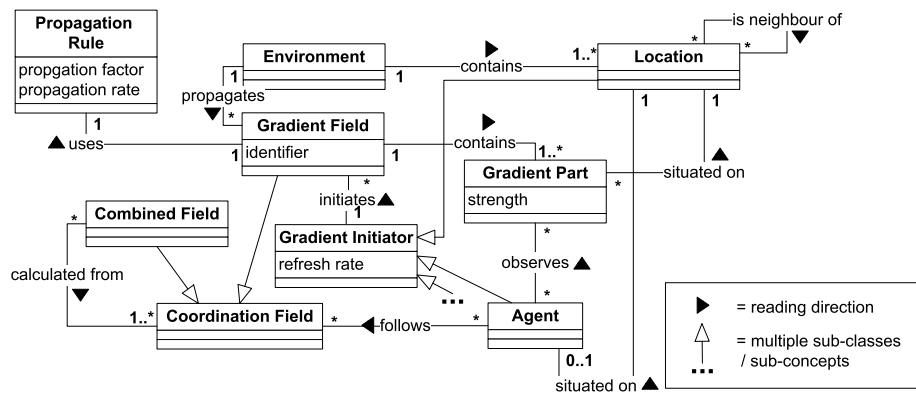 Propagation
Rule
propgation factor
propagation rate
1
uses
Environment
1
1
contains
1..*
propagates
*
Gradient Field
identifier
1
1
contains
1..*
is neighbour of
*
*
Location
1
1
Gradient Part
strength
*
situated on
*
initiates
*
1
Gradient Initiator
refresh rate
observes
*
Combined Field
*
calculated from
1..*
Coordination Field
*
follows
*
...
Agent
0..1
situated on
= reading direction
= multiple sub-classes
/ sub-concepts
...